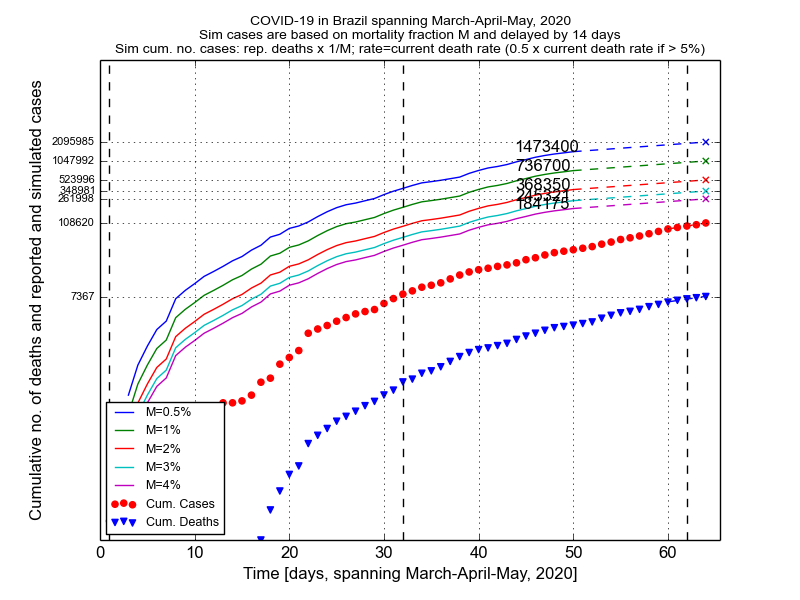 COVID-19 in Brazil spanning March-April-May, 2020
Sim cases are based on mortality fraction M and delayed by 14 days
Sim cum. no. cases: rep. deaths x 1/M; rate=current death rate (0.5 x current death rate if > 5%)
Cumulative no. of deaths and reported and simulated cases
2095985
1047992
523996
348981
261998
108620
7367
1473400
736700
368350
245321
184175
M=0.5%
M=1%
M=2%
M=3%
M=4%
Cum. Cases
Cum. Deaths
0 10 20 30 40 50 60
Time [days, spanning March-April-May, 2020]